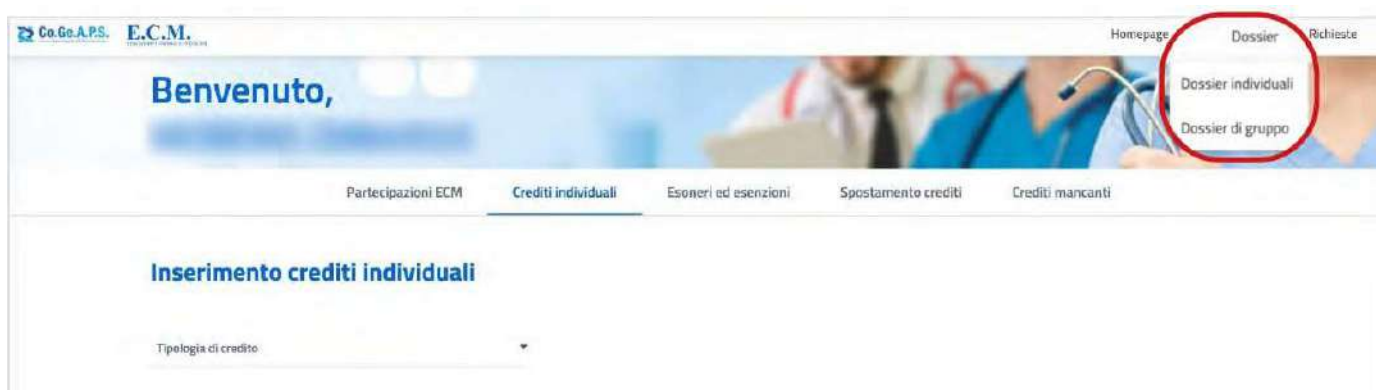 Co.Ge.A.P.S. E.C.M.
Homepage Dossier Richieste
Dossier individuali
Dossier di gruppo
Benvenuto,
Partecipazioni ECM Crediti individuali Esoneri ed esenzioni Spostamento crediti Crediti mancanti
Inserimento crediti individuali
Tipologia di credito